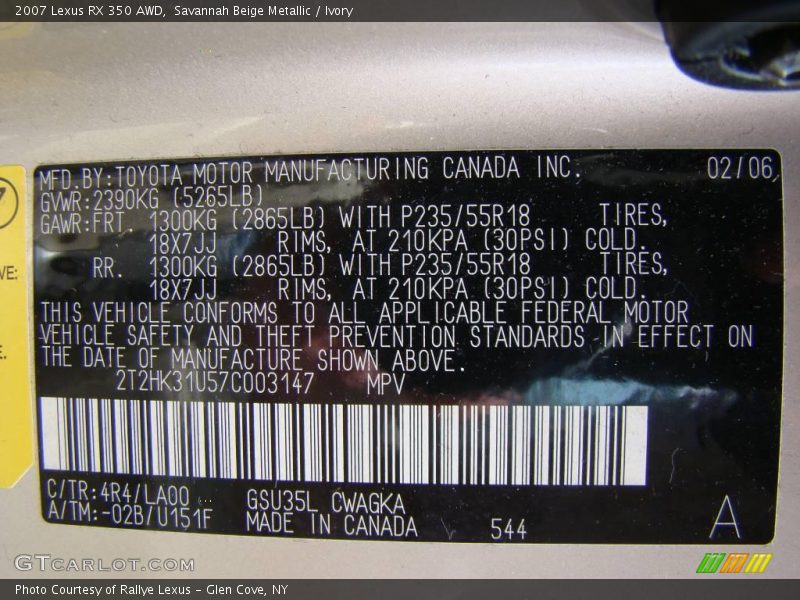 2007 Lexus RX 350 AWD, Savannah Beige Metallic / Ivory
MFD.BY:TOYOTA MOTOR MANUFACTURING CANADA INC. 02/06
GVWR:2390KG (5265LB)
GAWR:FRT. 1300KG (2865LB) WITH P235/55R18 TIRES,
18X7JJ RIMS, AT 210KPA (30PSI) COLD.
RR. 1300KG (2865LB) WITH P235/55R18 TIRES,
18X7JJ RIMS, AT 210KPA (30PSI) COLD.
THIS VEHICLE CONFORMS TO ALL APPLICABLE FEDERAL MOTOR
VEHICLE SAFETY AND THEFT PREVENTION STANDARDS IN EFFECT ON
THE DATE OF MANUFACTURE SHOWN ABOVE.
2T2HK31U57C003147 MPV
C/TR:4R4/LA00 GSU35L CWAGKA
A/TM:-02B/U151F MADE IN CANADA 544 A
GTCARLOT.COM
Photo Courtesy of Rallye Lexus - Glen Cove, NY